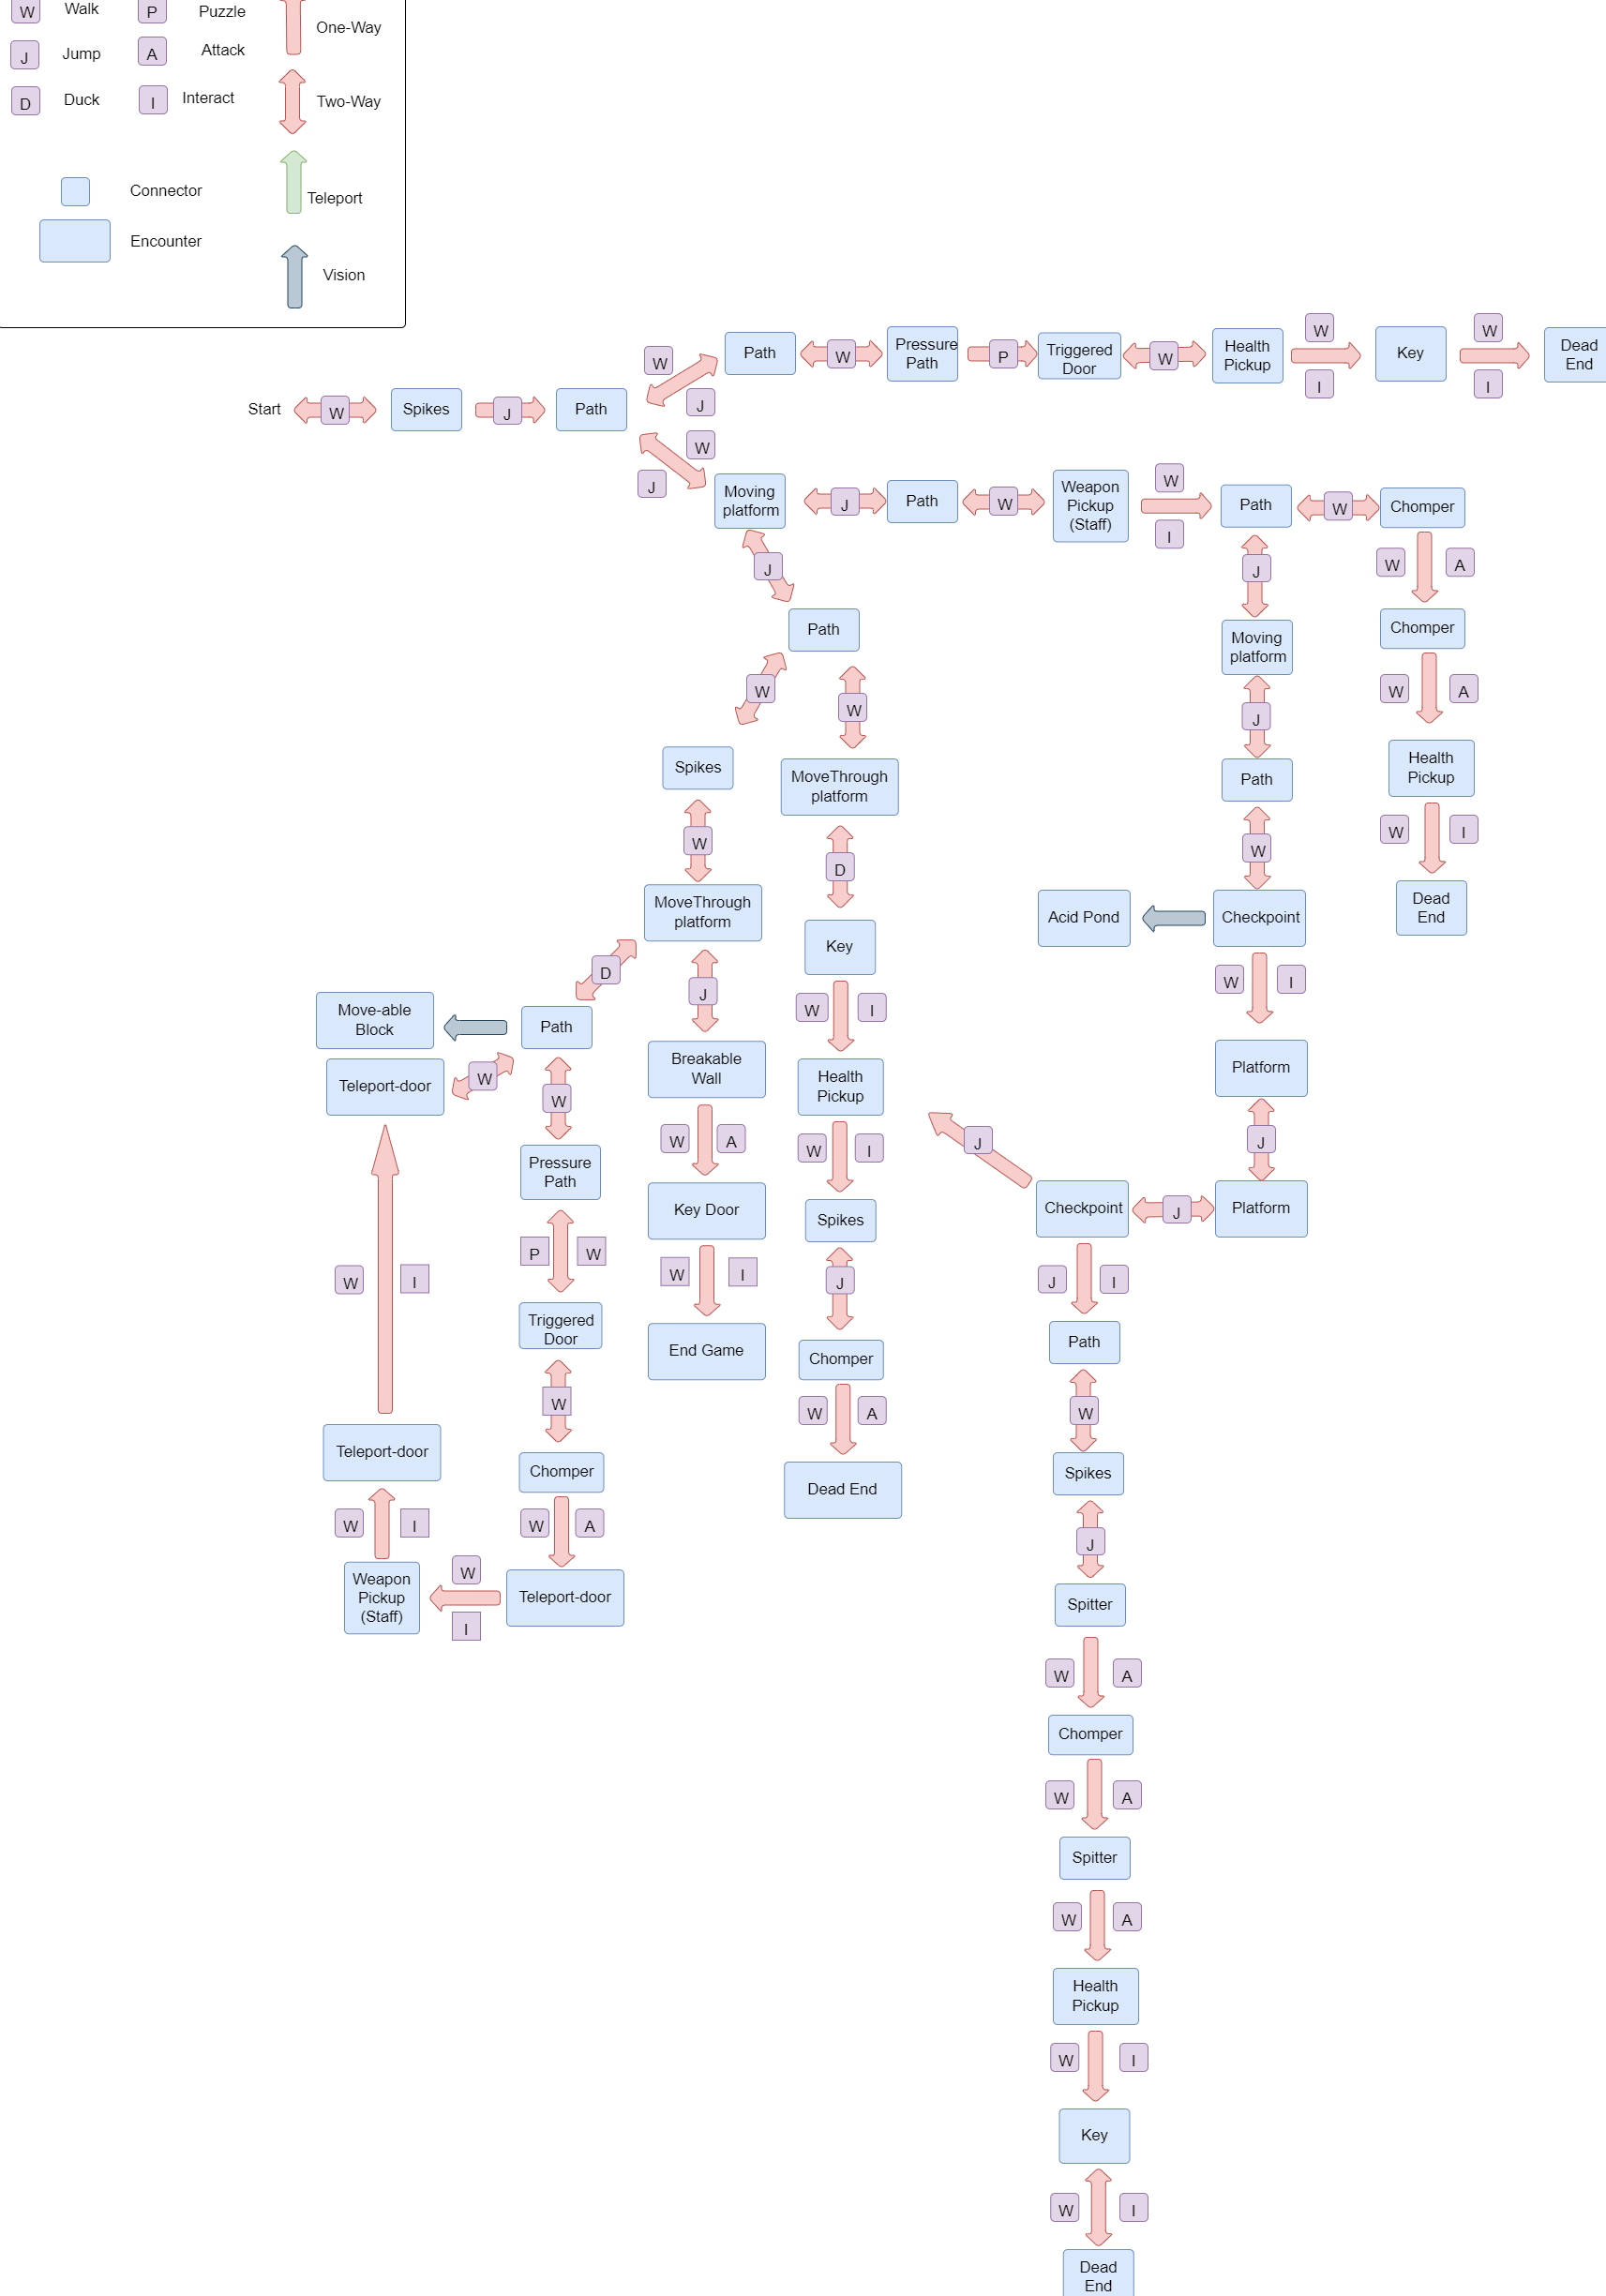 W Walk P Puzzle
One-Way
J Jump A Attack
D Duck I Interact
Two-Way
Connector
Teleport
Encounter
Vision
Start
W
Spikes
J
Path
W
J
Path
W
Pressure
Path
P
Triggered
Door
W
Health
Pickup
W
I
Key
W
I
Dead
End
W
J
Moving
platform
J
Path
W
Weapon
Pickup
(Staff)
W
I
Path
W
Chomper
W A
Chomper
W A
Health
Pickup
W I
Dead
End
J
Moving
platform
J
Path
W
Checkpoint
Acid Pond
W I
Platform
J
Platform
J
Checkpoint
J
J I
Path
W
Spikes
J
Spitter
W A
Chomper
W A
Spitter
W A
Health
Pickup
W I
Key
W I
Dead
End
J
Path
W
W
MoveThrough
platform
D
Key
W I
Health
Pickup
W I
Spikes
J
Chomper
W A
Dead End
Spikes
W
MoveThrough
platform
J
Breakable
Wall
W A
Key Door
W I
End Game
D
Path
Move-able
Block
W
Teleport-door
W
Pressure
Path
P W
Triggered
Door
W
Chomper
W A
Teleport-door
W
I
Weapon
Pickup
(Staff)
W I
Teleport-door
W I